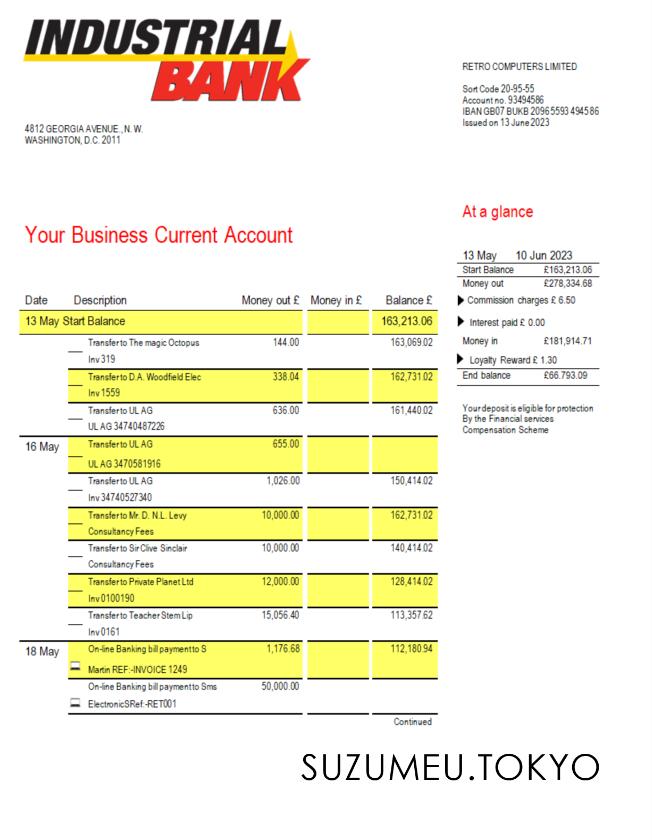 INDUSTRIAL
BANK
4812 GEORGIA AVENUE., N. W.
WASHINGTON, D.C. 2011
RETRO COMPUTERS LIMITED
Sort Code 20-95-55
Account no. 93494586
IBAN GB07 BUKB 2096 5593 494586
Issued on 13 June 2023
At a glance
Your Business Current Account
13 May 10 Jun 2023
Start Balance £163,213.06
Money out £278,334.68
Commission charges £ 6.50
Interest paid £ 0.00
Money in £181,914.71
Loyalty Reward £ 1.30
End balance £66.793.09
Your deposit is eligible for protection
By the Financial services
Compensation Scheme
Date Description Money out £ Money in £ Balance £
13 May Start Balance 163,213.06
Transfer to The magic Octopus 144.00 163,069.02
Inv 319
Transfer to D.A. Woodfield Elec 338.04 162,731.02
Inv 1559
Transfer to UL AG 636.00 161,440.02
UL AG 34740487226
16 May Transfer to UL AG 655.00
UL AG 3470581916
Transfer to UL AG 1,026.00 150,414.02
Inv 34740527340
Transfer to Mr. D. N.L. Levy 10,000.00 162,731.02
Consultancy Fees
Transfer to Sir Clive Sinclair 10,000.00 140,414.02
Consultancy Fees
Transfer to Private Planet Ltd 12,000.00 128,414.02
Inv 0100190
Transfer to Teacher Stem Lip 15,056.40 113,357.62
Inv 0161
18 May On-line Banking bill payment to S 1,176.68 112,180.94
Martin REF:-INVOICE 1249
On-line Banking bill payment to Sms 50,000.00
ElectronicSRef:-RET001
Continued
SUZUMEU.TOKYO